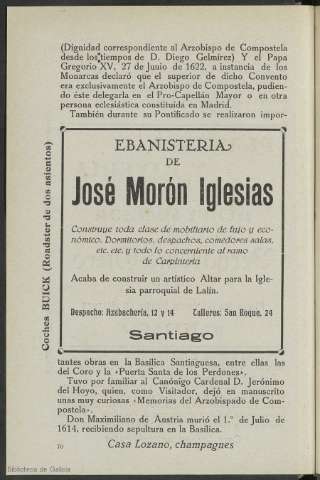 (Dignidad correspondiente al Arzobispo de Compostela
desde los tiempos de D. Diego Gelmírez) Y el Papa
Gregorio XV, 27 de Junio de 1622, a instancia de los
Monarcas declaró que el superior de dicho Convento
era exclusivamente el Arzobispo de Compostela, pudien-
do éste delegarla en el Pro-Capellán Mayor o en otra
persona eclesiástica constituída en Madrid.
También durante su Pontificado se realizaron impor-
Coches BUICK (Roadster de dos asientos)
EBANISTERIA
DE
José Morón Iglesias
Construye toda clase de mobiliario de lujo y eco-
nómico. Dormitorios, despachos, comedores salas,
etc. etc. y todo lo concerniente al ramo
de Carpintería
Acaba de construir un artístico Altar para la Igle-
sia parroquial de Lalín.
Despacho: Azabachería, 12 y 14 Talleres: San Roque, 24
Santiago
tantes obras en la Basílica Santiaguesa, entre ellas las
del Coro y la «Puerta Santa de los Perdones».
Tuvo por familiar al Canónigo Cardenal D. Jerónimo
del Hoyo, quien, como Visitador, dejó en manuscrito
unas muy curiosas «Memorias del Arzobispado de Com-
postela».
Don Maximiliano de Austria murió el 1.º de Julio de
1614, recibiendo sepultura en la Basílica.
70 Casa Lozano, champagnes
Biblioteca de Galicia